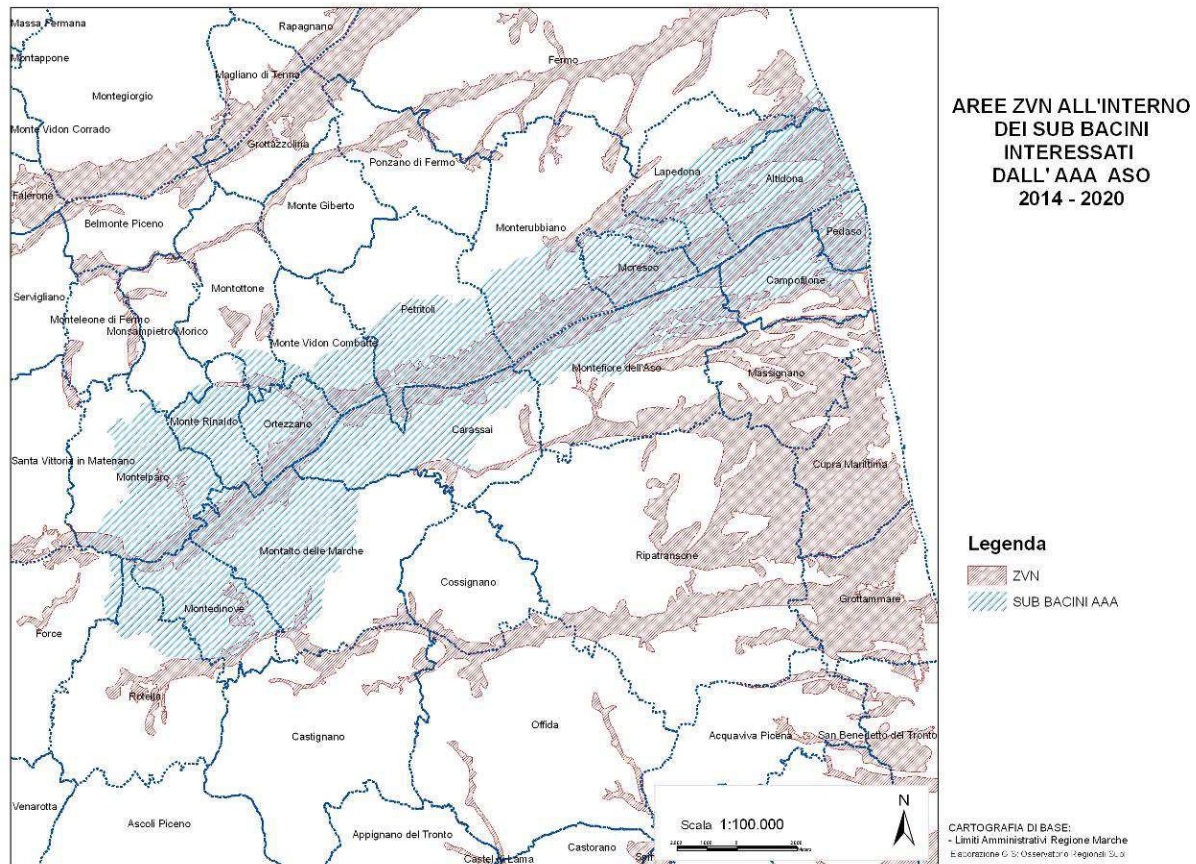 Massa Fermana
Rapagnano
Montappone
Magliano di Tenna
Fermo
Montegiorgio
Monte Vidon Corrado
Grottazzolina
Ponzano di Fermo
Lapedona
Altidona
Falerone
Monte Giberto
Belmonte Piceno
Monterubbiano
Pedaso
Moresco
Campofilone
Servigliano
Montottone
Petritoli
Monteleone di Fermo
Monsampietro Morico
Monte Vidon Combatte
Montefiore dell'Aso
Massignano
Monte Rinaldo
Ortezzano
Carassai
Santa Vittoria in Matenano
Cupra Marittima
Montelparo
Montalto delle Marche
Ripatransone
Cossignano
Montedinove
Grottammare
Force
Rotella
Offida
Castignano
Acquaviva Picena
San Benedetto del Tronto
Venarotta
Ascoli Piceno
Appignano del Tronto
Castorano
Castel di Lama
Scala 1:100.000
N
AREE ZVN ALL'INTERNO
DEI SUB BACINI
INTERESSATI
DALL' AAA ASO
2014 - 2020
Legenda
ZVN
SUB BACINI AAA
CARTOGRAFIA DI BASE:
- Limiti Amministrativi Regione Marche